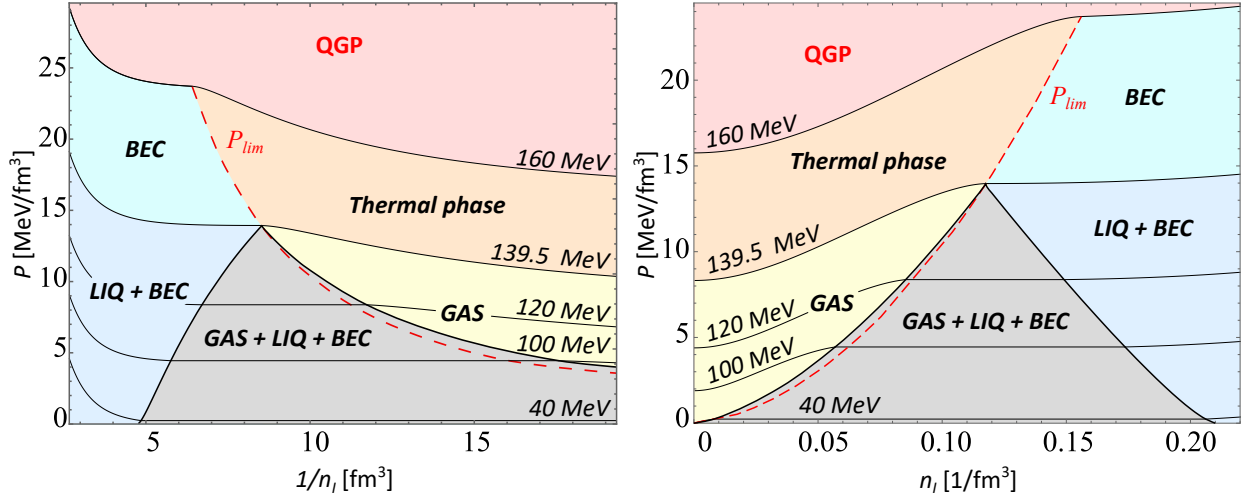 QGP
P_lim
BEC
160 MeV
Thermal phase
139.5 MeV
LIQ + BEC
120 MeV
GAS
GAS + LIQ + BEC
100 MeV
40 MeV
25
20
15
10
5
0
P [MeV/fm³]
5
10
15
1/n_I [fm³]
QGP
P_lim
BEC
160 MeV
Thermal phase
139.5 MeV
LIQ + BEC
GAS
120 MeV
GAS + LIQ + BEC
100 MeV
40 MeV
20
15
10
5
0
P [MeV/fm³]
0
0.05
0.10
0.15
0.20
n_I [1/fm³]